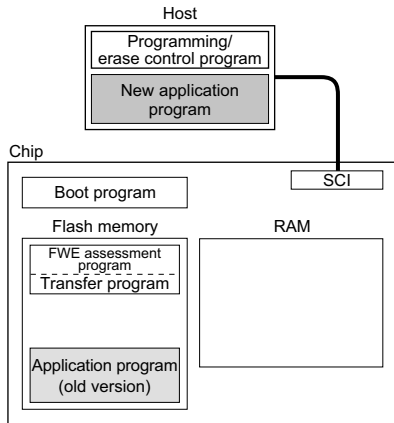 Host
Programming/
erase control program
New application
program
Chip
SCI
Boot program
Flash memory
RAM
FWE assessment
program
Transfer program
Application program
(old version)